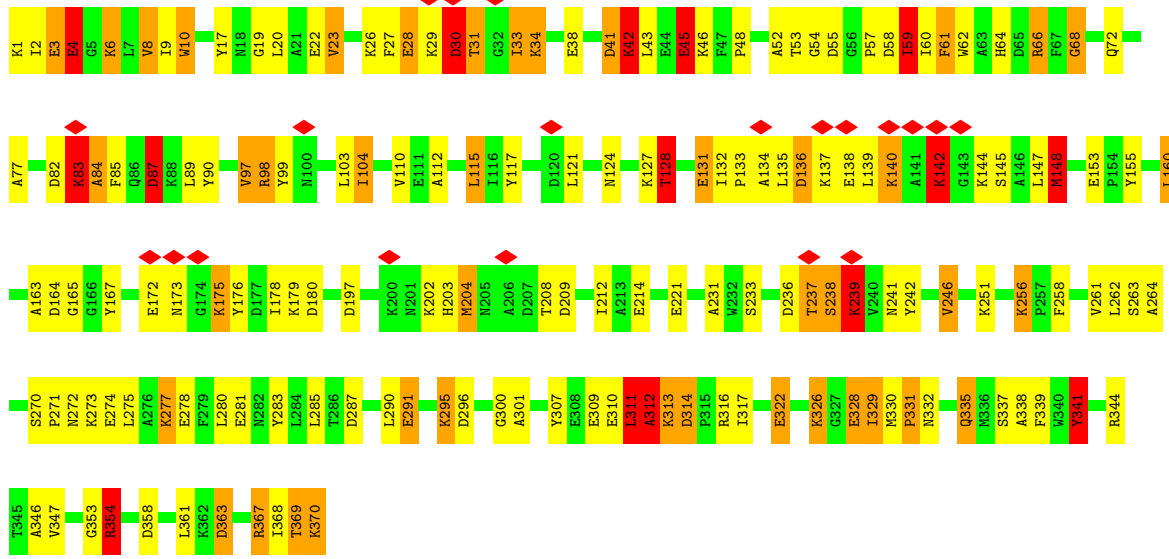 K1 I2 E3 E4 G5 K6 L7 V8 I9 W10 Y17 N18 G19 L20 A21 E22 V23 K26 F27 E28 K29 D30 T31 G32 I33 K34 E38 D41 K42 L43 E44 E45 K46 F47 P48 A52 T53 G54 D55 G56 P57 D58 I59 I60 F61 W62 A63 H64 D65 R66 F67 G68 Q72
A77 D82 K83 A84 F85 Q86 D87 K88 L89 Y90 V97 R98 Y99 N100 L103 I104 V110 E111 A112 L115 I116 Y117 D120 L121 N124 K127 T128 E131 I132 P133 A134 L135 D136 K137 E138 L139 K140 A141 K142 G143 K144 S145 A146 L147 M148 E153 P154 Y155 L160
A163 D164 G165 G166 Y167 E172 N173 G174 K175 Y176 D177 I178 K179 D180 D197 K200 N201 K202 H203 M204 N205 A206 D207 T208 D209 I212 A213 E214 E221 A231 W232 S233 D236 T237 S238 K239 V240 N241 Y242 V246 K251 K256 P257 F258 V261 L262 S263 A264
S270 P271 N272 K273 E274 L275 A276 K277 E278 F279 L280 E281 N282 Y283 L284 L285 T286 D287 L290 E291 K295 D296 G300 A301 Y307 E308 E309 E310 L311 A312 K313 D314 P315 R316 I317 E322 K326 G327 E328 I329 M330 P331 N332 Q335 M336 S337 A338 F339 W340 Y341 R344
T345 A346 V347 G353 R354 D358 L361 K362 D363 R367 I368 T369 K370